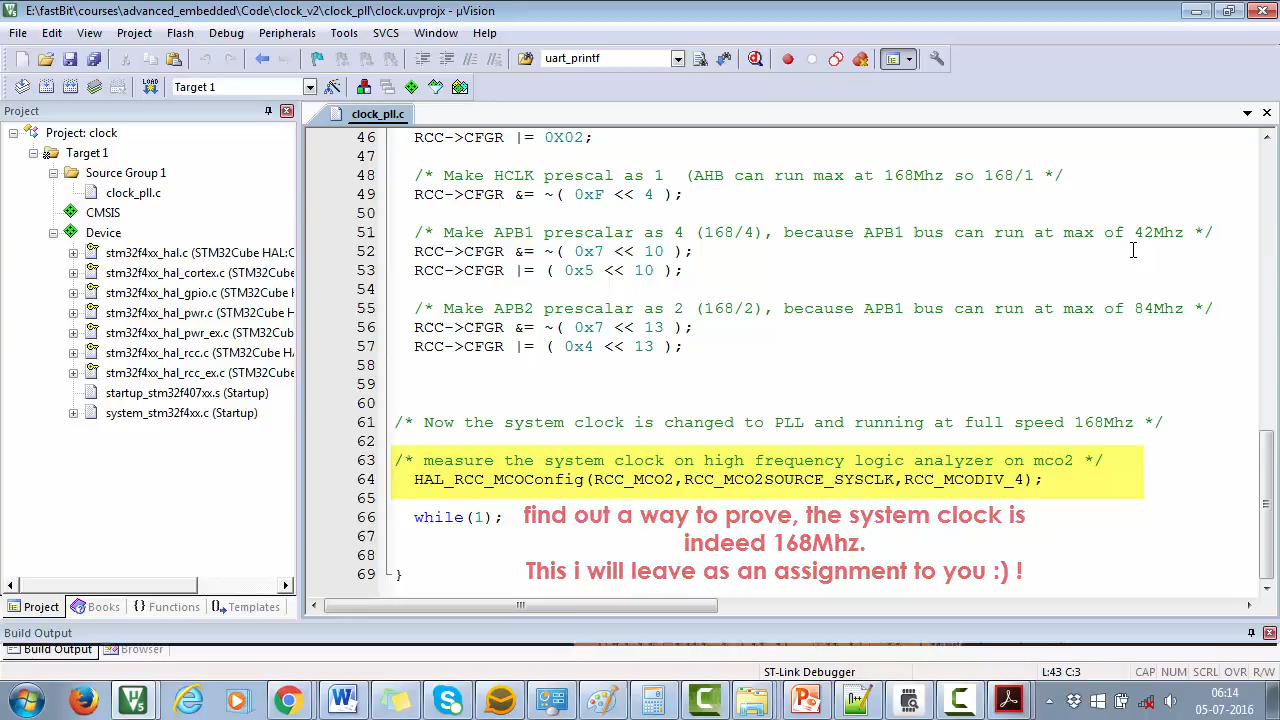 E:\fastBit\courses\advanced_embedded\Code\clock_v2\clock_pll\clock.uvprojx - µVision
File Edit View Project Flash Debug Peripherals Tools SVCS Window Help
uart_printf
LOAD Target 1
Project
clock_pll.c
Project: clock
Target 1
Source Group 1
clock_pll.c
CMSIS
Device
stm32f4xx_hal.c (STM32Cube HAL:C
stm32f4xx_hal_cortex.c (STM32Cube
stm32f4xx_hal_gpio.c (STM32Cube H
stm32f4xx_hal_pwr.c (STM32Cube HA
stm32f4xx_hal_pwr_ex.c (STM32Cube
stm32f4xx_hal_rcc.c (STM32Cube HA
stm32f4xx_hal_rcc_ex.c (STM32Cube
startup_stm32f407xx.s (Startup)
system_stm32f4xx.c (Startup)
Project Books {} Functions Templates
46 RCC->CFGR |= 0X02;
47
48 /* Make HCLK prescal as 1 (AHB can run max at 168Mhz so 168/1 */
49 RCC->CFGR &= ~( 0xF << 4 );
50
51 /* Make APB1 prescalar as 4 (168/4), because APB1 bus can run at max of 42Mhz */
52 RCC->CFGR &= ~( 0x7 << 10 );
53 RCC->CFGR |= ( 0x5 << 10 );
54
55 /* Make APB2 prescalar as 2 (168/2), because APB1 bus can run at max of 84Mhz */
56 RCC->CFGR &= ~( 0x7 << 13 );
57 RCC->CFGR |= ( 0x4 << 13 );
58
59
60
61 /* Now the system clock is changed to PLL and running at full speed 168Mhz */
62
63 /* measure the system clock on high frequency logic analyzer on mco2 */
64 HAL_RCC_MCOConfig(RCC_MCO2,RCC_MCO2SOURCE_SYSCLK,RCC_MCODIV_4);
65
66 while(1);
67
68
69 }
find out a way to prove, the system clock is
indeed 168Mhz.
This i will leave as an assignment to you :) !
Build Output
Build Output Browser
ST-Link Debugger L:43 C:3 CAP NUM SCRL OVR R/W
06:14
05-07-2016